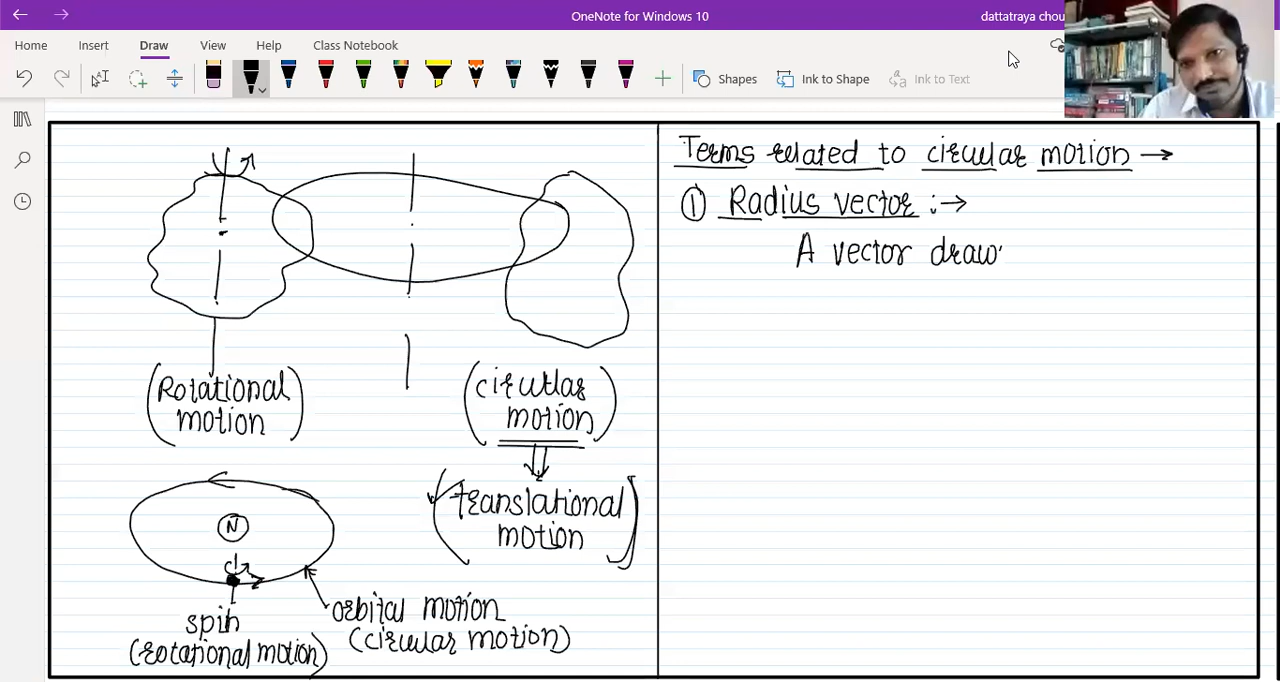 OneNote for Windows 10
dattatraya chou
Home Insert Draw View Help Class Notebook
Shapes Ink to Shape Ink to Text
(Rotational
motion)
(circutlar
motion)
(translational
motion)
N
spin
(rotational motion)
orbital motion
(circular motion)
Terms related to circular motion →
① Radius vector :→
A vector draw